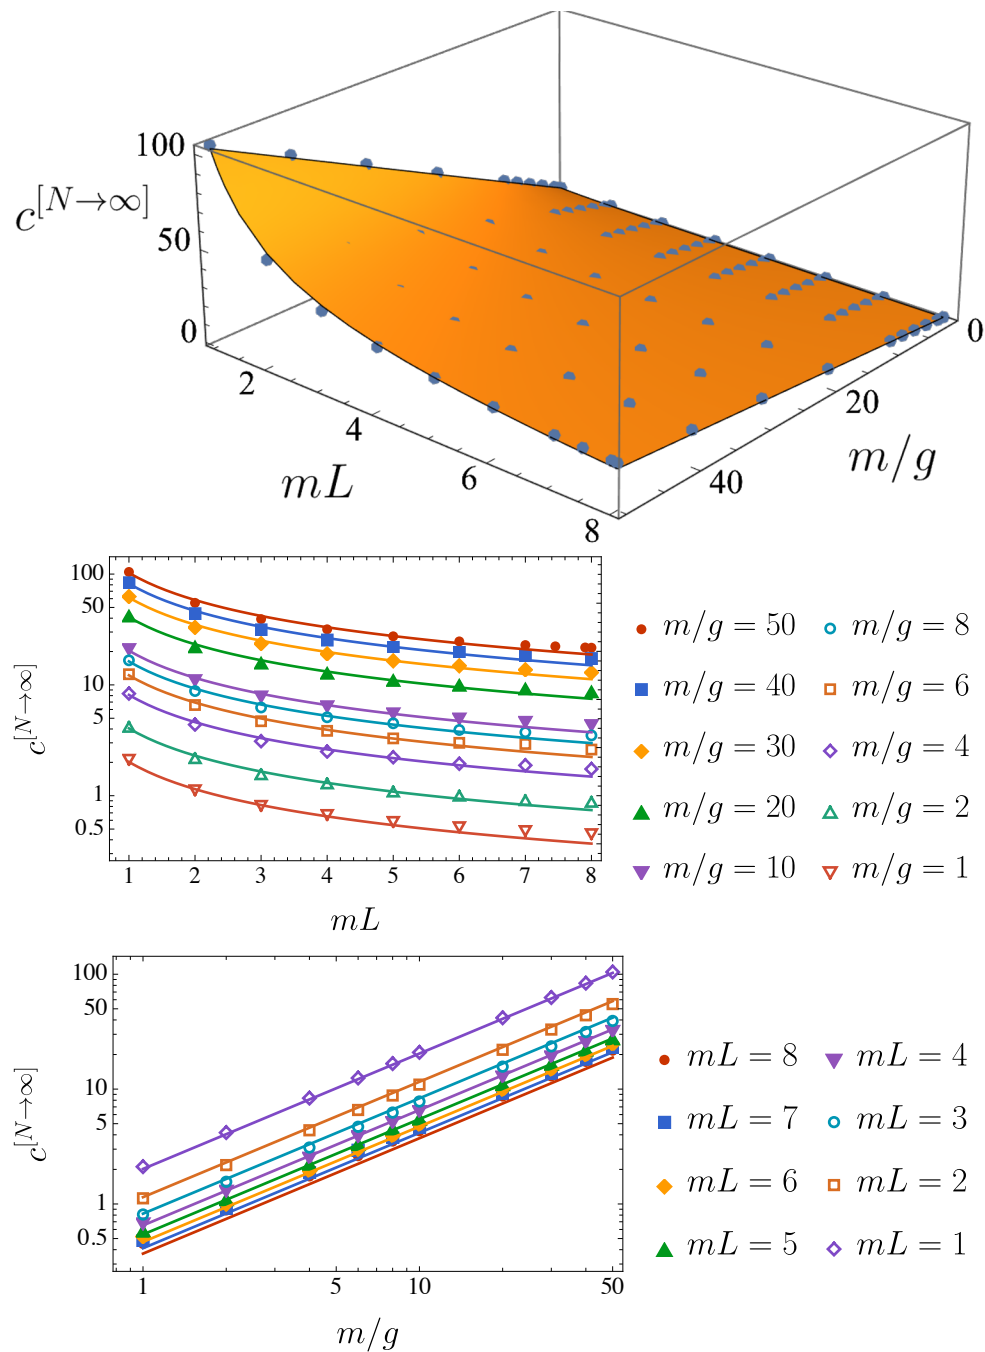 100
c^{[N→∞]}
50
0
0
2
20
4
m/g
mL
6
40
8
100
50
10
5
1
0.5
c^{[N→∞]}
1 2 3 4 5 6 7 8
mL
m/g = 50 m/g = 8
m/g = 40 m/g = 6
m/g = 30 m/g = 4
m/g = 20 m/g = 2
m/g = 10 m/g = 1
100
50
10
5
1
0.5
c^{[N→∞]}
1 5 10 50
m/g
mL = 8 mL = 4
mL = 7 mL = 3
mL = 6 mL = 2
mL = 5 mL = 1